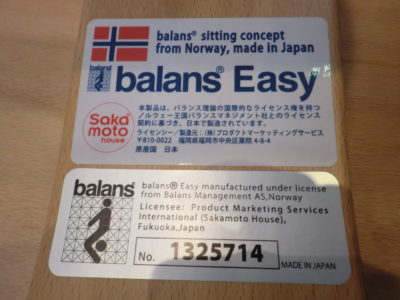 balans® sitting concept
from Norway, made in Japan
balans
balans® Easy
Saka
moto
house
本製品は、バランス理論の国際的なライセンス権を持つ
ノルウェー王国バランスマネジメント社とのライセンス
契約に基づき、日本で製造されています。
ライセンシー/製造元:(株)プロダクトマーケッティングサービス
〒810-0022 福岡県福岡市中央区薬院 4-8-4
原産国 日本
balans®
balans® Easy manufactured under license
from Balans Management AS,Norway
Licensee: Product Marketing Services
International (Sakamoto House),
Fukuoka,Japan
No. 1325714
MADE IN JAPAN